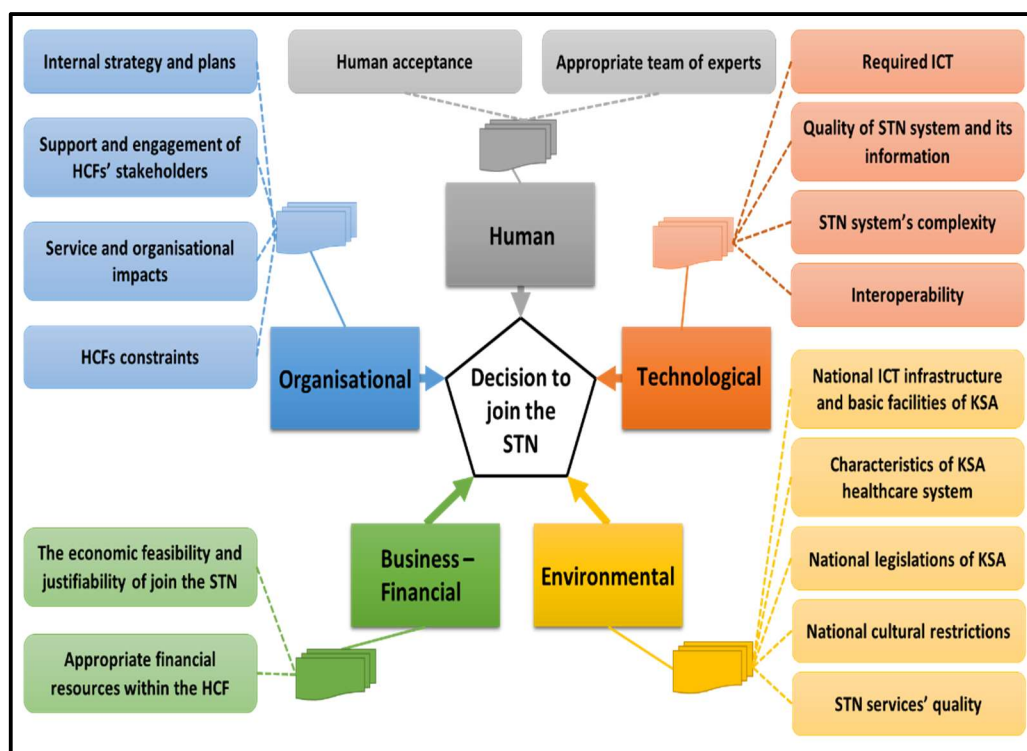 Internal strategy and plans
Support and engagement of
HCFs' stakeholders
Service and organisational
impacts
HCFs constraints
Human acceptance
Appropriate team of experts
Required ICT
Quality of STN system and its
information
STN system's complexity
Interoperability
Human
Organisational
Technological
Decision to
join the
STN
Business –
Financial
Environmental
The economic feasibility and
justifiability of join the STN
Appropriate financial
resources within the HCF
National ICT infrastructure
and basic facilities of KSA
Characteristics of KSA
healthcare system
National legislations of KSA
National cultural restrictions
STN services' quality